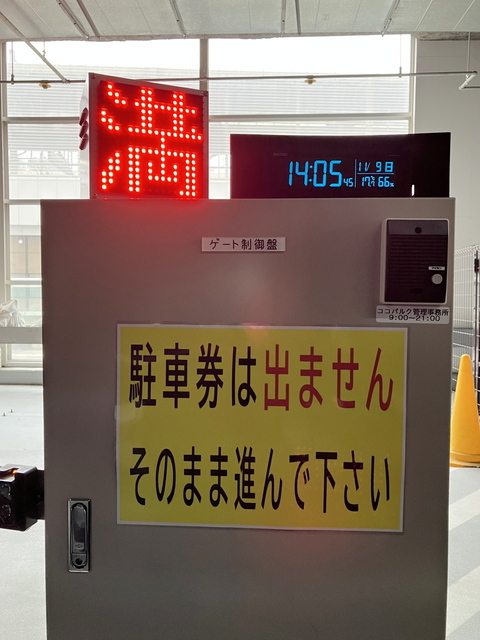 満
14:05 45
11/9日
17℃ 66%
ゲート制御盤
ココパルク管理事務所
9:00〜21:00
駐車券は出ません
そのまま進んで下さい